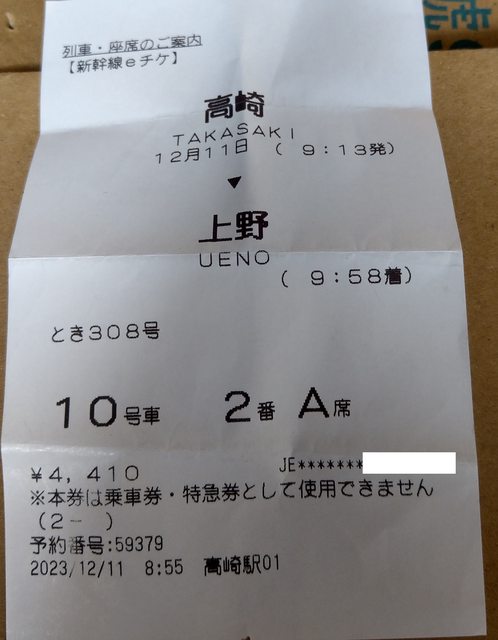 列車・座席のご案内
【新幹線eチケ】
高崎
TAKASAKI
12月11日 ( 9:13発)
▼
上野
UENO
( 9:58着)
とき308号
10号車 2番 A席
¥4,410 JE*******
※本券は乗車券・特急券として使用できません
(2- )
予約番号:59379
2023/12/11 8:55 高崎駅01